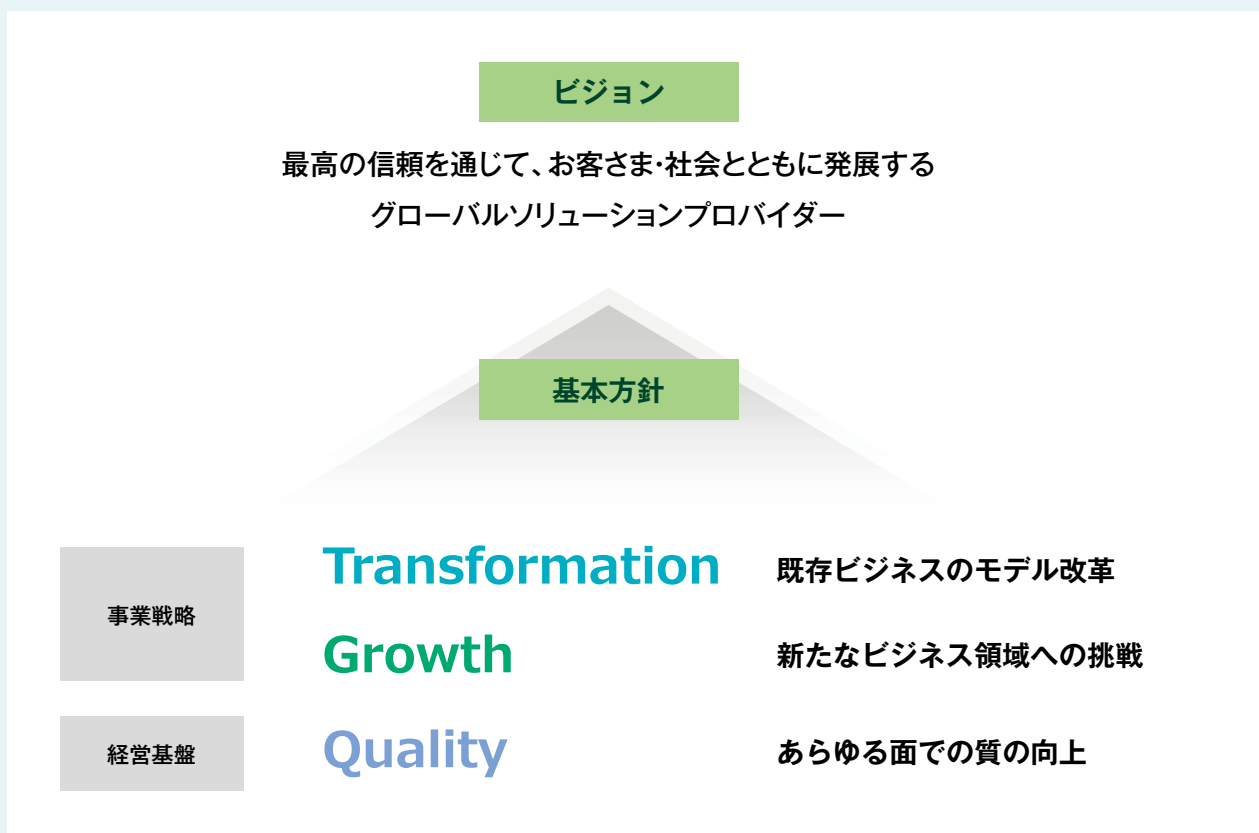 ビジョン
最高の信頼を通じて、お客さま・社会とともに発展する
グローバルソリューションプロバイダー
基本方針
事業戦略
Transformation 既存ビジネスのモデル改革
Growth 新たなビジネス領域への挑戦
経営基盤
Quality あらゆる面での質の向上